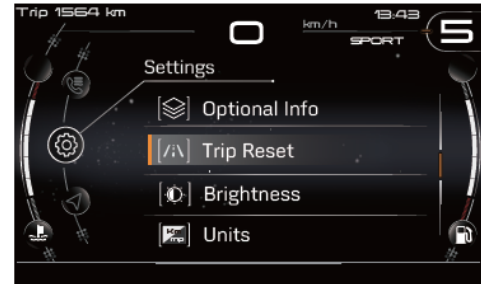 Trip 1564 km
0 km/h 13:43
SPORT 5
Settings
Optional Info
Trip Reset
Brightness
Units